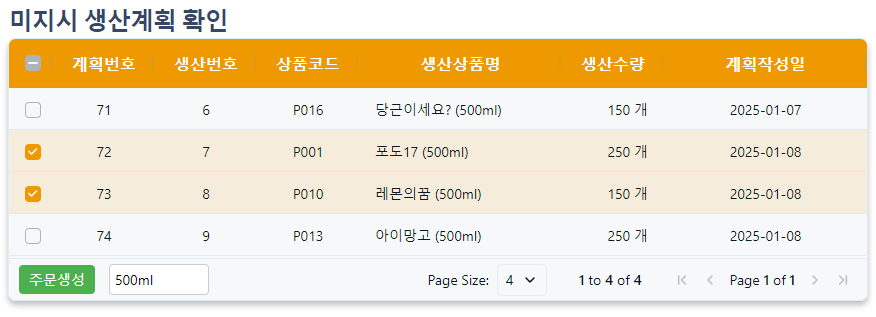 미지시 생산계획 확인
계획번호 생산번호 상품코드 생산상품명 생산수량 계획작성일
71 6 P016 당근이세요? (500ml) 150 개 2025-01-07
72 7 P001 포도17 (500ml) 250 개 2025-01-08
73 8 P010 레몬의꿈 (500ml) 150 개 2025-01-08
74 9 P013 아이망고 (500ml) 250 개 2025-01-08
주문생성 500ml Page Size: 4 1 to 4 of 4 Page 1 of 1